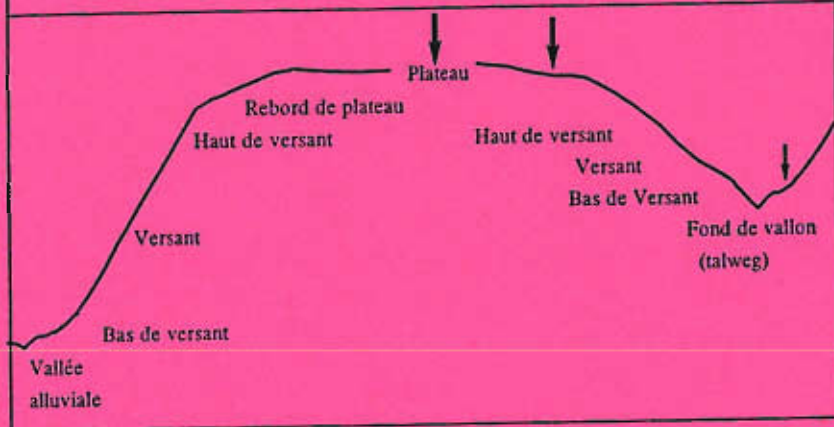 Plateau
Rebord de plateau
Haut de versant
Versant
Bas de versant
Vallée
alluviale
Haut de versant
Versant
Bas de Versant
Fond de vallon
(talweg)